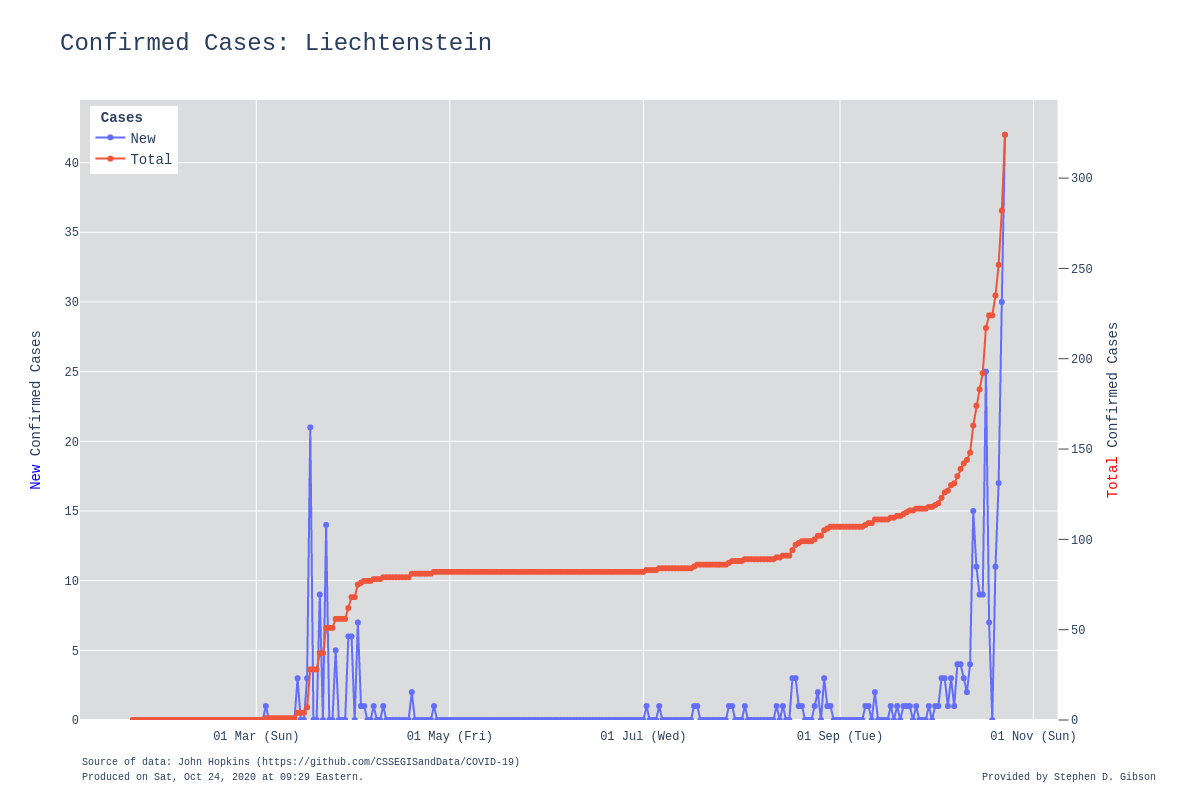 Confirmed Cases: Liechtenstein
Cases
New
Total
40
35
30
25
20
15
10
5
0
New Confirmed Cases
300
250
200
150
100
50
0
Total Confirmed Cases
01 Mar (Sun)
01 May (Fri)
01 Jul (Wed)
01 Sep (Tue)
01 Nov (Sun)
Source of data: John Hopkins (https://github.com/CSSEGISandData/COVID-19)
Produced on Sat, Oct 24, 2020 at 09:29 Eastern.
Provided by Stephen D. Gibson